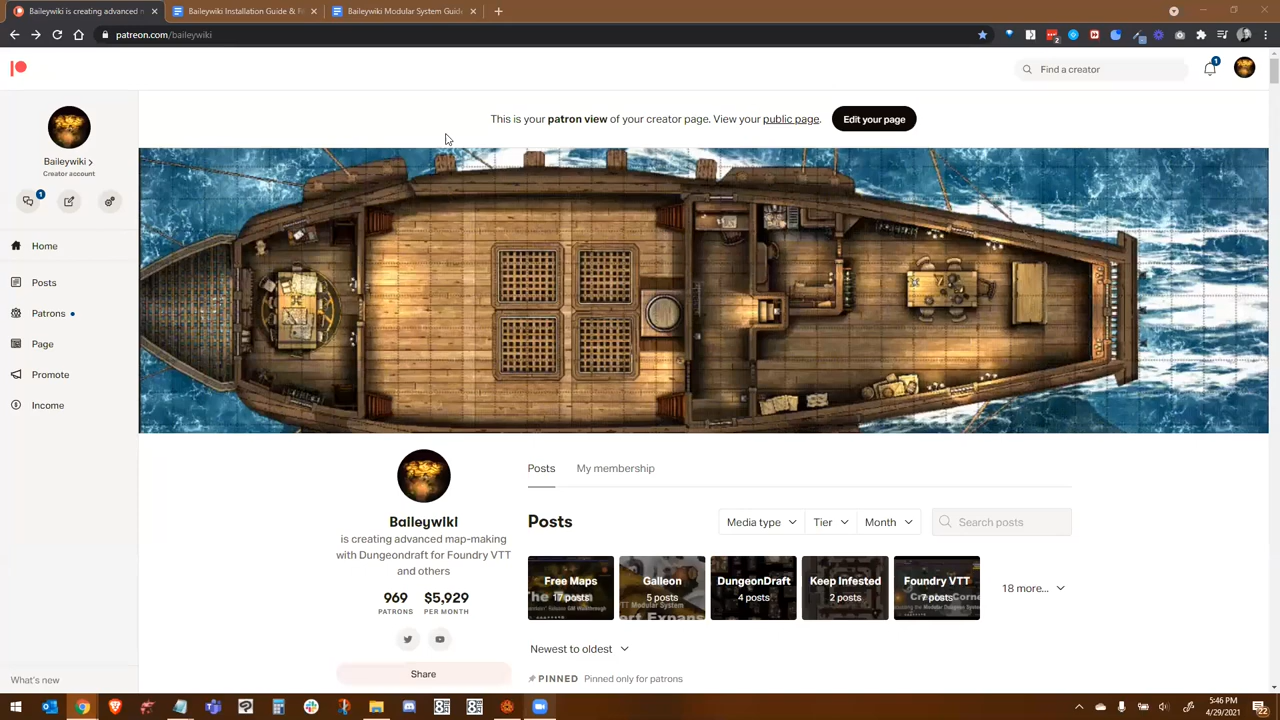 Baileywiki is creating advanced n
Baileywiki Installation Guide & F
Baileywiki Modular System Guide
patreon.com/baileywiki
2
Find a creator
1
This is your patron view of your creator page. View your public page.
Edit your page
Baileywiki
Creator account
1
Home
Posts
Patrons
Page
Promote
Income
What's new
Baileywiki
is creating advanced map-making
with Dungeondraft for Foundry VTT
and others
969
$5,929
PATRONS
PER MONTH
Share
Posts
My membership
Posts
Media type
Tier
Month
Search posts
Free Maps
17 posts
Galleon
5 posts
DungeonDraft
4 posts
Keep Infested
2 posts
Foundry VTT
7 posts
18 more...
Newest to oldest
PINNED Pinned only for patrons
5:46 PM
4/29/2021
22